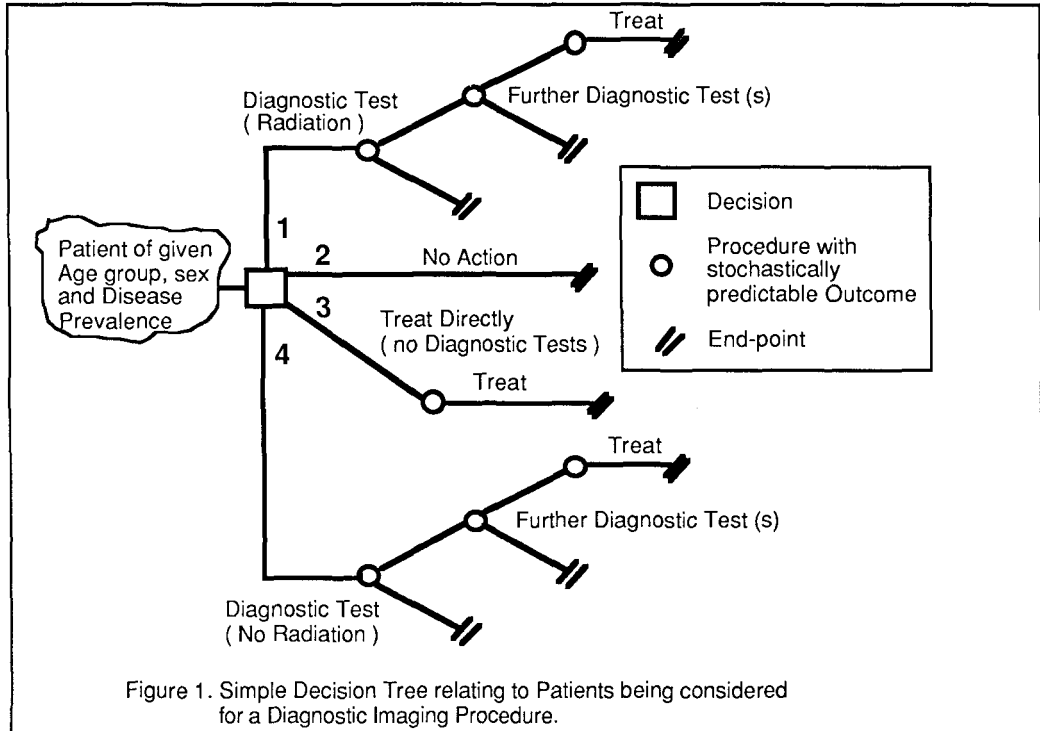 Treat
Diagnostic Test
( Radiation )
Further Diagnostic Test (s)
Decision
Procedure with
stochastically
predictable Outcome
End-point
Patient of given
Age group, sex
and Disease
Prevalence
1
2
No Action
3
Treat Directly
( no Diagnostic Tests )
4
Treat
Treat
Further Diagnostic Test (s)
Diagnostic Test
( No Radiation )
Figure 1. Simple Decision Tree relating to Patients being considered
for a Diagnostic Imaging Procedure.